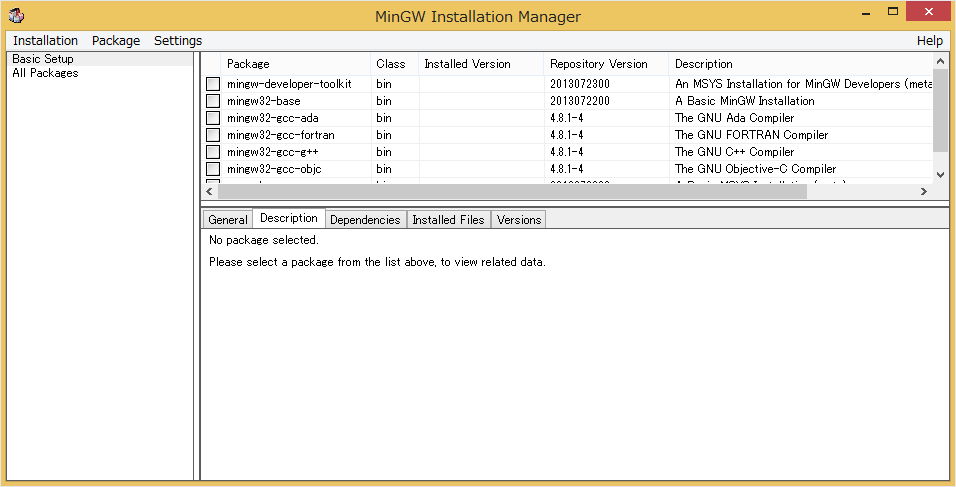 MinGW Installation Manager
Installation Package Settings Help
Basic Setup
All Packages
Package Class Installed Version Repository Version Description
mingw-developer-toolkit bin 2013072300 An MSYS Installation for MinGW Developers (meta
mingw32-base bin 2013072200 A Basic MinGW Installation
mingw32-gcc-ada bin 4.8.1-4 The GNU Ada Compiler
mingw32-gcc-fortran bin 4.8.1-4 The GNU FORTRAN Compiler
mingw32-gcc-g++ bin 4.8.1-4 The GNU C++ Compiler
mingw32-gcc-objc bin 4.8.1-4 The GNU Objective-C Compiler
General Description Dependencies Installed Files Versions
No package selected.
Please select a package from the list above, to view related data.